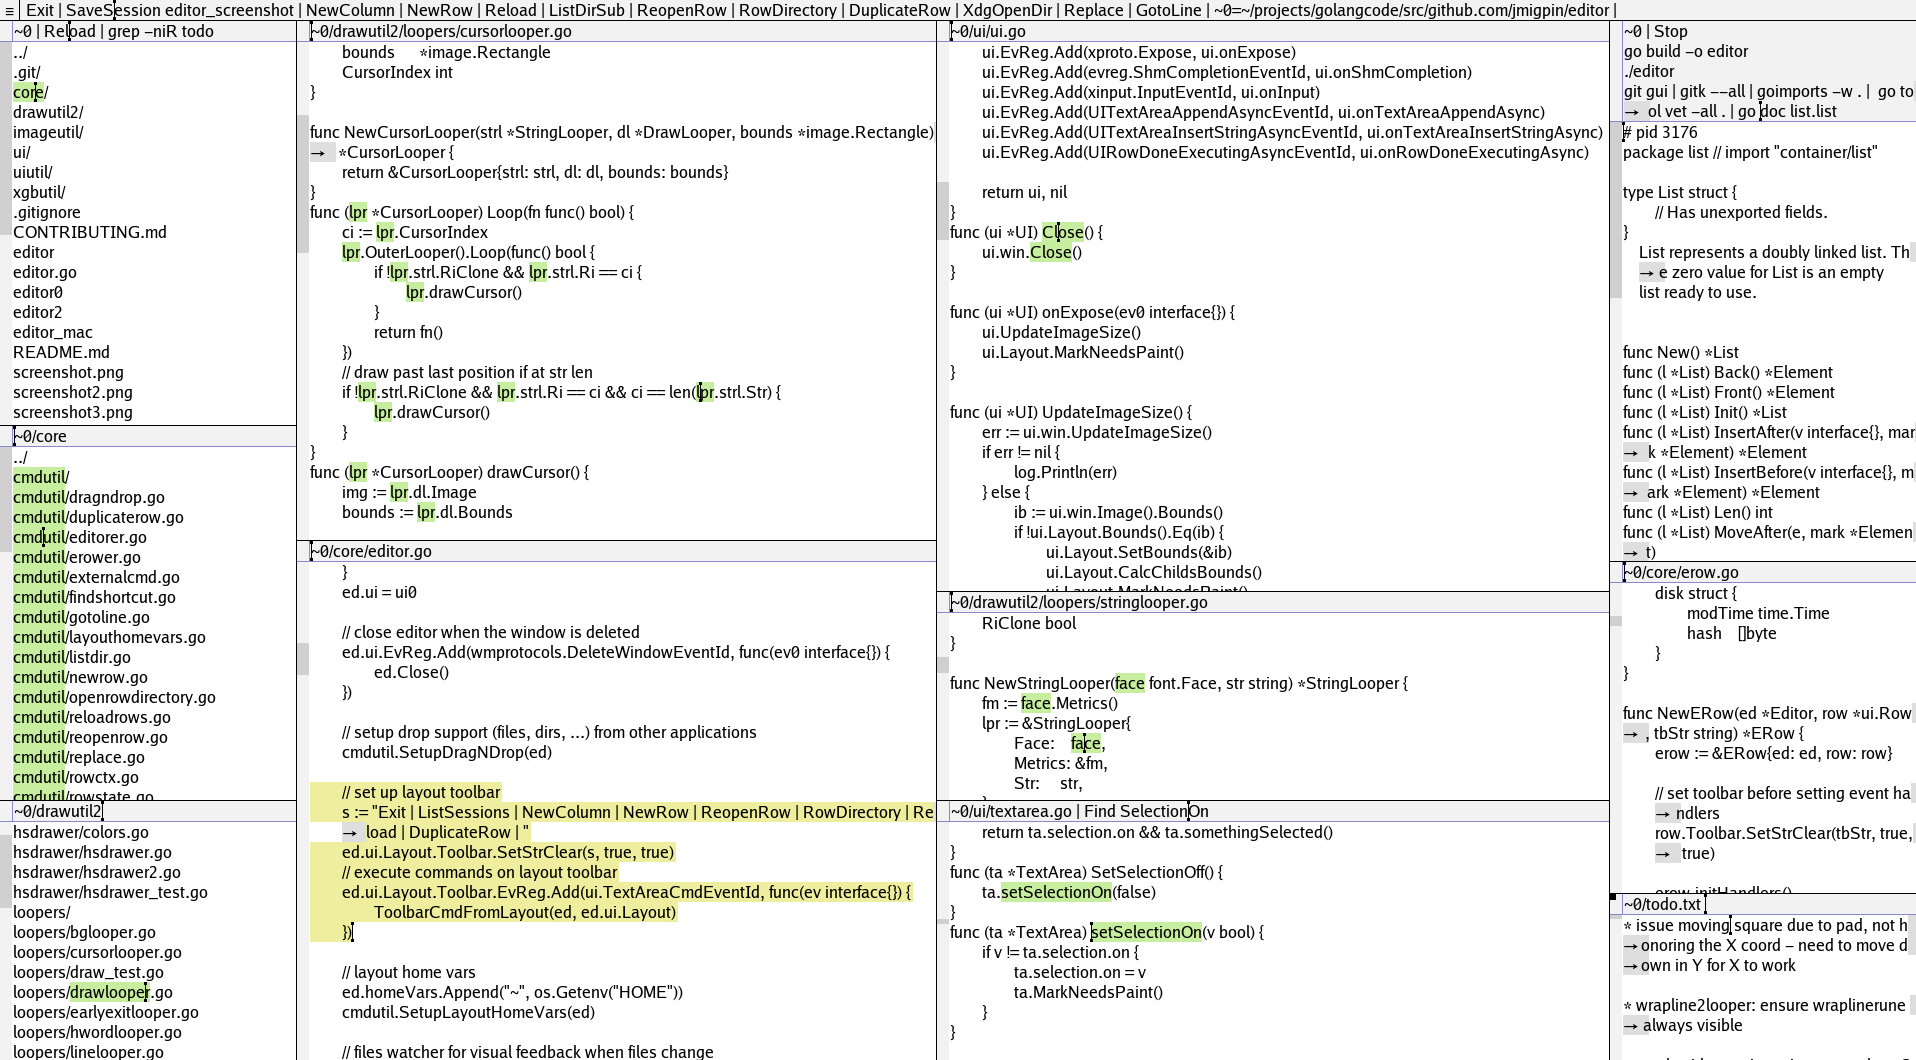 ≡ Exit | SaveSession editor_screenshot | NewColumn | NewRow | Reload | ListDirSub | ReopenRow | RowDirectory | DuplicateRow | XdgOpenDir | Replace | GotoLine | ~0=~/projects/golangcode/src/github.com/jmigpin/editor |
~0 | Reload | grep -niR todo
../
.git/
core/
drawutil2/
imageutil/
ui/
uiutil/
xgbutil/
.gitignore
CONTRIBUTING.md
editor
editor.go
editor0
editor2
editor_mac
README.md
screenshot.png
screenshot2.png
screenshot3.png
~0/core
../
cmdutil/
cmdutil/dragndrop.go
cmdutil/duplicaterow.go
cmdutil/editorer.go
cmdutil/erower.go
cmdutil/externalcmd.go
cmdutil/findshortcut.go
cmdutil/gotoline.go
cmdutil/layouthomevars.go
cmdutil/listdir.go
cmdutil/newrow.go
cmdutil/openrowdirectory.go
cmdutil/reloadrows.go
cmdutil/reopenrow.go
cmdutil/replace.go
cmdutil/rowctx.go
cmdutil/rowstate.go
~0/drawutil2
hsdrawer/colors.go
hsdrawer/hsdrawer.go
hsdrawer/hsdrawer2.go
hsdrawer/hsdrawer_test.go
loopers/
loopers/bglooper.go
loopers/cursorlooper.go
loopers/draw_test.go
loopers/drawlooper.go
loopers/earlyexitlooper.go
loopers/hwordlooper.go
loopers/linelooper.go
~0/drawutil2/loopers/cursorlooper.go
bounds *image.Rectangle
CursorIndex int
}
func NewCursorLooper(strl *StringLooper, dl *DrawLooper, bounds *image.Rectangle)
→ *CursorLooper {
return &CursorLooper{strl: strl, dl: dl, bounds: bounds}
}
func (lpr *CursorLooper) Loop(fn func() bool) {
ci := lpr.CursorIndex
lpr.OuterLooper().Loop(func() bool {
if !lpr.strl.RiClone && lpr.strl.Ri == ci {
lpr.drawCursor()
}
return fn()
})
// draw past last position if at str len
if !lpr.strl.RiClone && lpr.strl.Ri == ci && ci == len(lpr.strl.Str) {
lpr.drawCursor()
}
}
func (lpr *CursorLooper) drawCursor() {
img := lpr.dl.Image
bounds := lpr.dl.Bounds
~0/core/editor.go
}
ed.ui = ui0
// close editor when the window is deleted
ed.ui.EvReg.Add(wmprotocols.DeleteWindowEventId, func(ev0 interface{}) {
ed.Close()
})
// setup drop support (files, dirs, ...) from other applications
cmdutil.SetupDragNDrop(ed)
// set up layout toolbar
s := "Exit | ListSessions | NewColumn | NewRow | ReopenRow | RowDirectory | Re
→ load | DuplicateRow | "
ed.ui.Layout.Toolbar.SetStrClear(s, true, true)
// execute commands on layout toolbar
ed.ui.Layout.Toolbar.EvReg.Add(ui.TextAreaCmdEventId, func(ev interface{}) {
ToolbarCmdFromLayout(ed, ed.ui.Layout)
})
// layout home vars
ed.homeVars.Append("~", os.Getenv("HOME"))
cmdutil.SetupLayoutHomeVars(ed)
// files watcher for visual feedback when files change
~0/ui/ui.go
ui.EvReg.Add(xproto.Expose, ui.onExpose)
ui.EvReg.Add(evreg.ShmCompletionEventId, ui.onShmCompletion)
ui.EvReg.Add(xinput.InputEventId, ui.onInput)
ui.EvReg.Add(UITextAreaAppendAsyncEventId, ui.onTextAreaAppendAsync)
ui.EvReg.Add(UITextAreaInsertStringAsyncEventId, ui.onTextAreaInsertStringAsync)
ui.EvReg.Add(UIRowDoneExecutingAsyncEventId, ui.onRowDoneExecutingAsync)
return ui, nil
}
func (ui *UI) Close() {
ui.win.Close()
}
func (ui *UI) onExpose(ev0 interface{}) {
ui.UpdateImageSize()
ui.Layout.MarkNeedsPaint()
}
func (ui *UI) UpdateImageSize() {
err := ui.win.UpdateImageSize()
if err != nil {
log.Println(err)
} else {
ib := ui.win.Image().Bounds()
if !ui.Layout.Bounds().Eq(ib) {
ui.Layout.SetBounds(&ib)
ui.Layout.CalcChildsBounds()
ui.Layout.MarkNeedsPaint()
~0/drawutil2/loopers/stringlooper.go
RiClone bool
}
func NewStringLooper(face font.Face, str string) *StringLooper {
fm := face.Metrics()
lpr := &StringLooper{
Face: face,
Metrics: &fm,
Str: str,
~0/ui/textarea.go | Find SelectionOn
return ta.selection.on && ta.somethingSelected()
}
func (ta *TextArea) SetSelectionOff() {
ta.setSelectionOn(false)
}
func (ta *TextArea) setSelectionOn(v bool) {
if v != ta.selection.on {
ta.selection.on = v
ta.MarkNeedsPaint()
}
}
~0 | Stop
go build -o editor
./editor
git gui | gitk --all | goimports -w . | go to
→ ol vet -all . | go doc list.list
# pid 3176
package list // import "container/list"
type List struct {
// Has unexported fields.
}
List represents a doubly linked list. Th
→ e zero value for List is an empty
list ready to use.
func New() *List
func (l *List) Back() *Element
func (l *List) Front() *Element
func (l *List) Init() *List
func (l *List) InsertAfter(v interface{}, mar
→ k *Element) *Element
func (l *List) InsertBefore(v interface{}, m
→ ark *Element) *Element
func (l *List) Len() int
func (l *List) MoveAfter(e, mark *Elemen
→ t)
~0/core/erow.go
disk struct {
modTime time.Time
hash []byte
}
}
func NewERow(ed *Editor, row *ui.Row
→ , tbStr string) *ERow {
erow := &ERow{ed: ed, row: row}
// set toolbar before setting event ha
→ ndlers
row.Toolbar.SetStrClear(tbStr, true,
→ true)
erow.initHandlers()
~0/todo.txt
* issue moving square due to pad, not h
→ onoring the X coord - need to move d
→ own in Y for X to work
* wrapline2looper: ensure wraplinerune
→ always visible